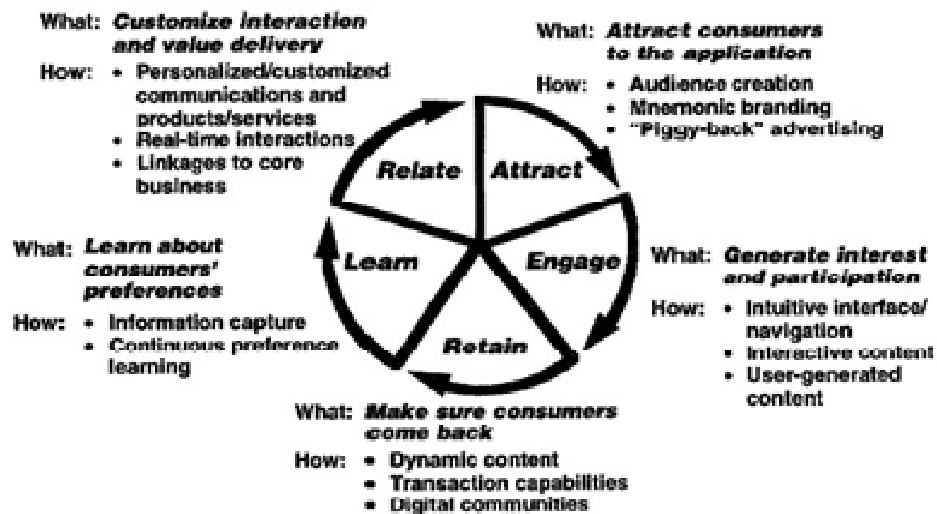 What: Customize interaction
and value delivery
How: • Personalized/customized
communications and
products/services
• Real-time interactions
• Linkages to core
business
What: Attract consumers
to the application
How: • Audience creation
• Mnemonic branding
• "Piggy-back" advertising
Relate
Attract
What: Learn about
consumers'
preferences
How: • Information capture
• Continuous preference
learning
Learn
Engage
What: Generate interest
and participation
How: • Intuitive interface/
navigation
• Interactive content
• User-generated
content
Retain
What: Make sure consumers
come back
How: • Dynamic content
• Transaction capabilities
• Digital communities